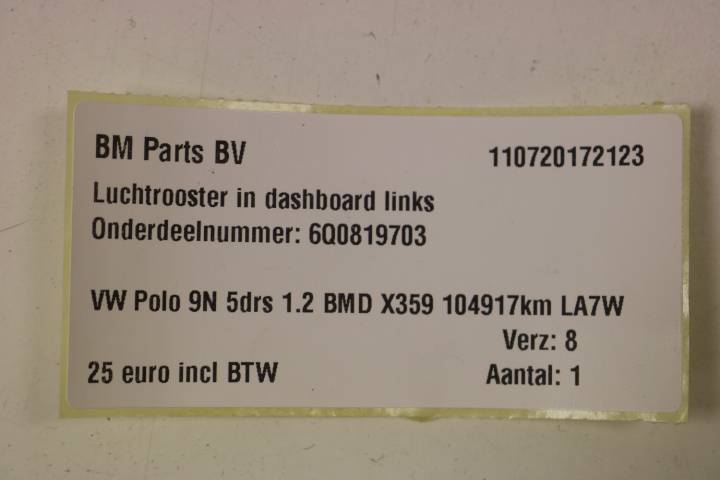 BM Parts BV 110720172123
Luchtrooster in dashboard links
Onderdeelnummer: 6Q0819703
VW Polo 9N 5drs 1.2 BMD X359 104917km LA7W
Verz: 8
25 euro incl BTW Aantal: 1